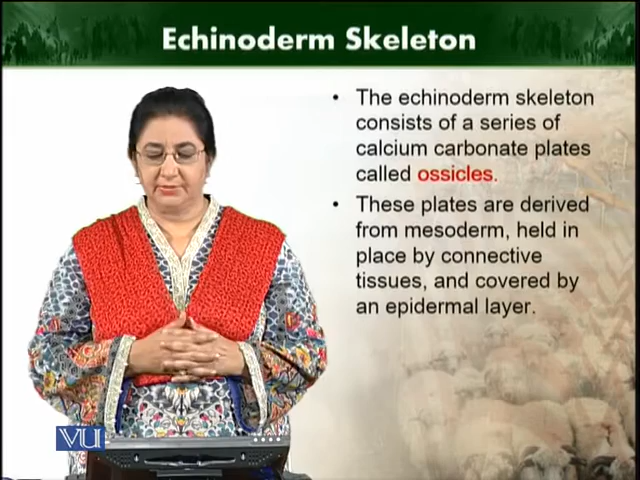 Echinoderm Skeleton
• The echinoderm skeleton
consists of a series of
calcium carbonate plates
called ossicles.
• These plates are derived
from mesoderm, held in
place by connective
tissues, and covered by
an epidermal layer.
VU